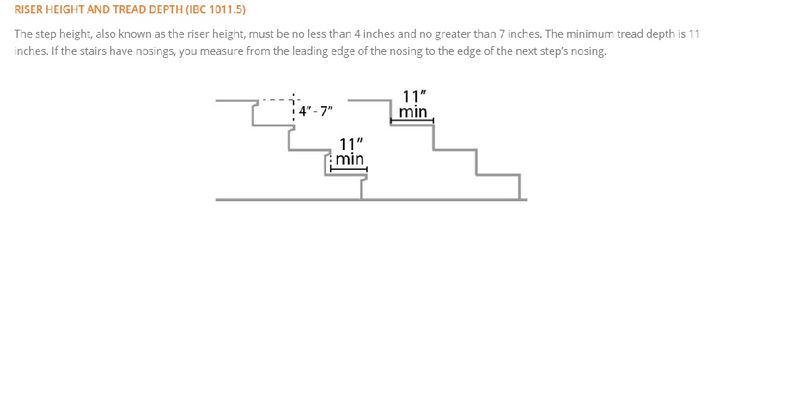 RISER HEIGHT AND TREAD DEPTH (IBC 1011.5)
The step height, also known as the riser height, must be no less than 4 inches and no greater than 7 inches. The minimum tread depth is 11
inches. If the stairs have nosings, you measure from the leading edge of the nosing to the edge of the next step's nosing.
11"
min
4" - 7"
11"
min